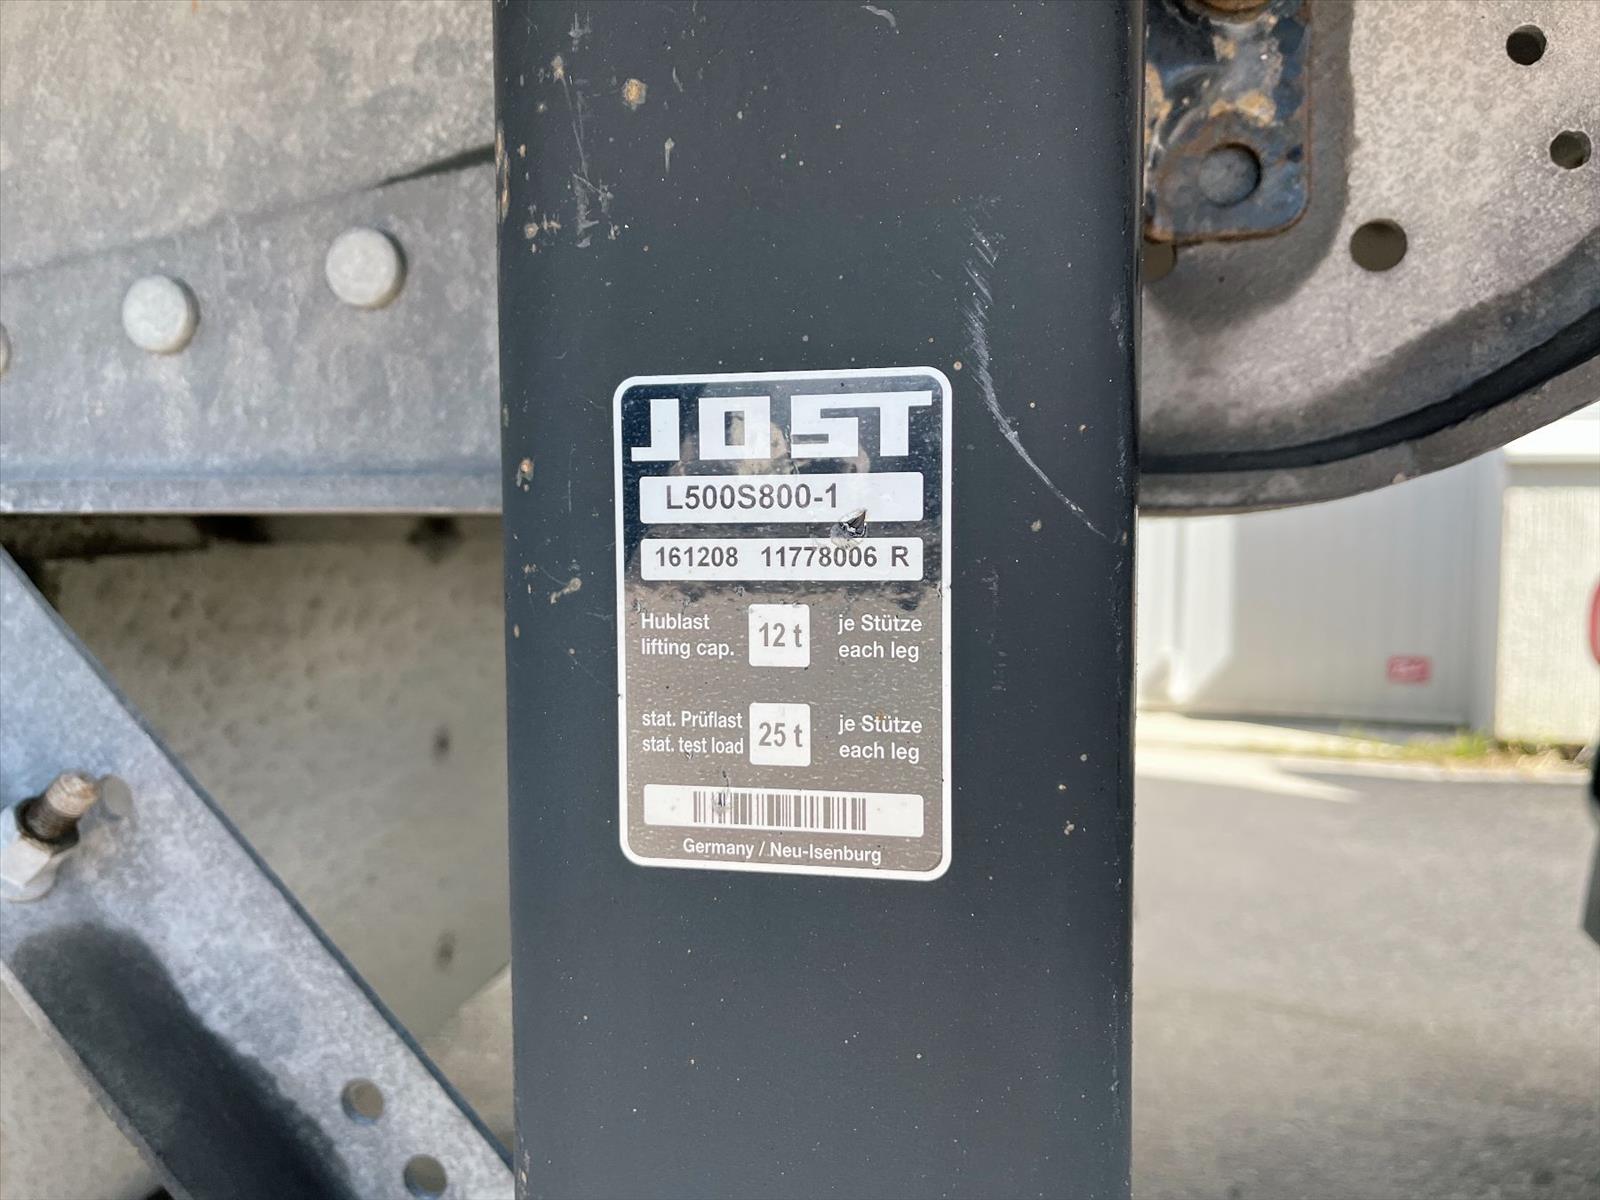 JOST
L500S800-1
161208 11778006 R
Hublast
lifting cap.
12 t
je Stütze
each leg
stat. Prüflast
stat. test load
25 t
je Stütze
each leg
Germany / Neu-Isenburg